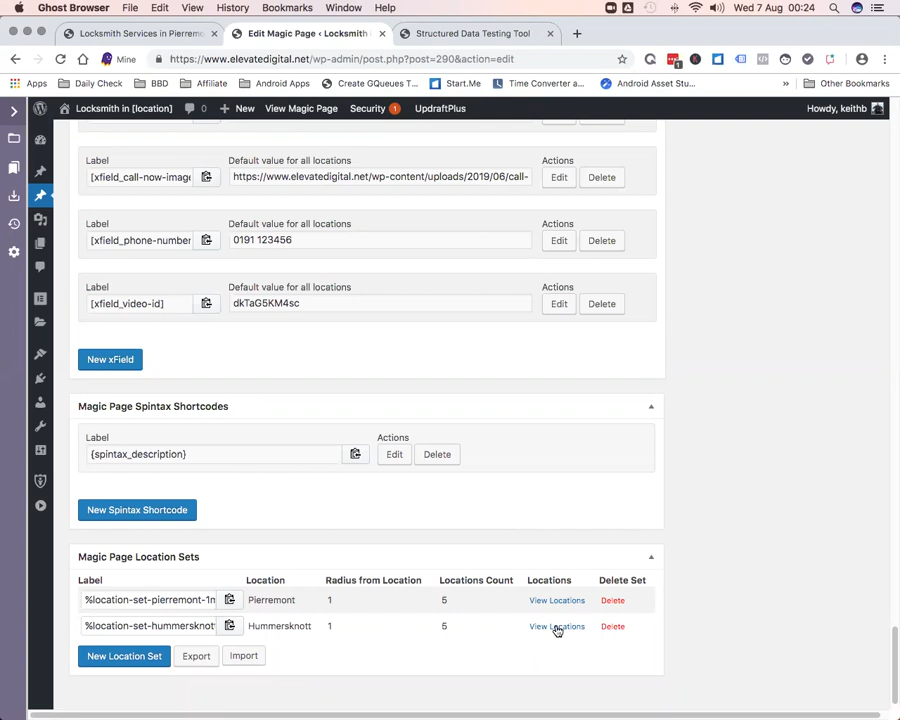 Ghost Browser File Edit View History Bookmarks Window Help Wed 7 Aug 00:24
Locksmith Services in Pierremo
Edit Magic Page ‹ Locksmith
Structured Data Testing Tool
Mine https://www.elevatedigital.net/wp-admin/post.php?post=290&action=edit
Apps Daily Check BBD Affiliate Android Apps Create GQueues T... Start.Me Time Converter a... Android Asset Stu... » Other Bookmarks
Locksmith in [location] 0 New View Magic Page Security 1 UpdraftPlus Howdy, keithb
Label Default value for all locations Actions
[xfield_call-now-image https://www.elevatedigital.net/wp-content/uploads/2019/06/call- Edit Delete
Label Default value for all locations Actions
[xfield_phone-number 0191 123456 Edit Delete
Label Default value for all locations Actions
[xfield_video-id] dkTaG5KM4sc Edit Delete
New xField
Magic Page Spintax Shortcodes
Label Actions
{spintax_description} Edit Delete
New Spintax Shortcode
Magic Page Location Sets
Label Location Radius from Location Locations Count Locations Delete Set
%location-set-pierremont-1m Pierremont 1 5 View Locations Delete
%location-set-hummersknott Hummersknott 1 5 View Locations Delete
New Location Set Export Import